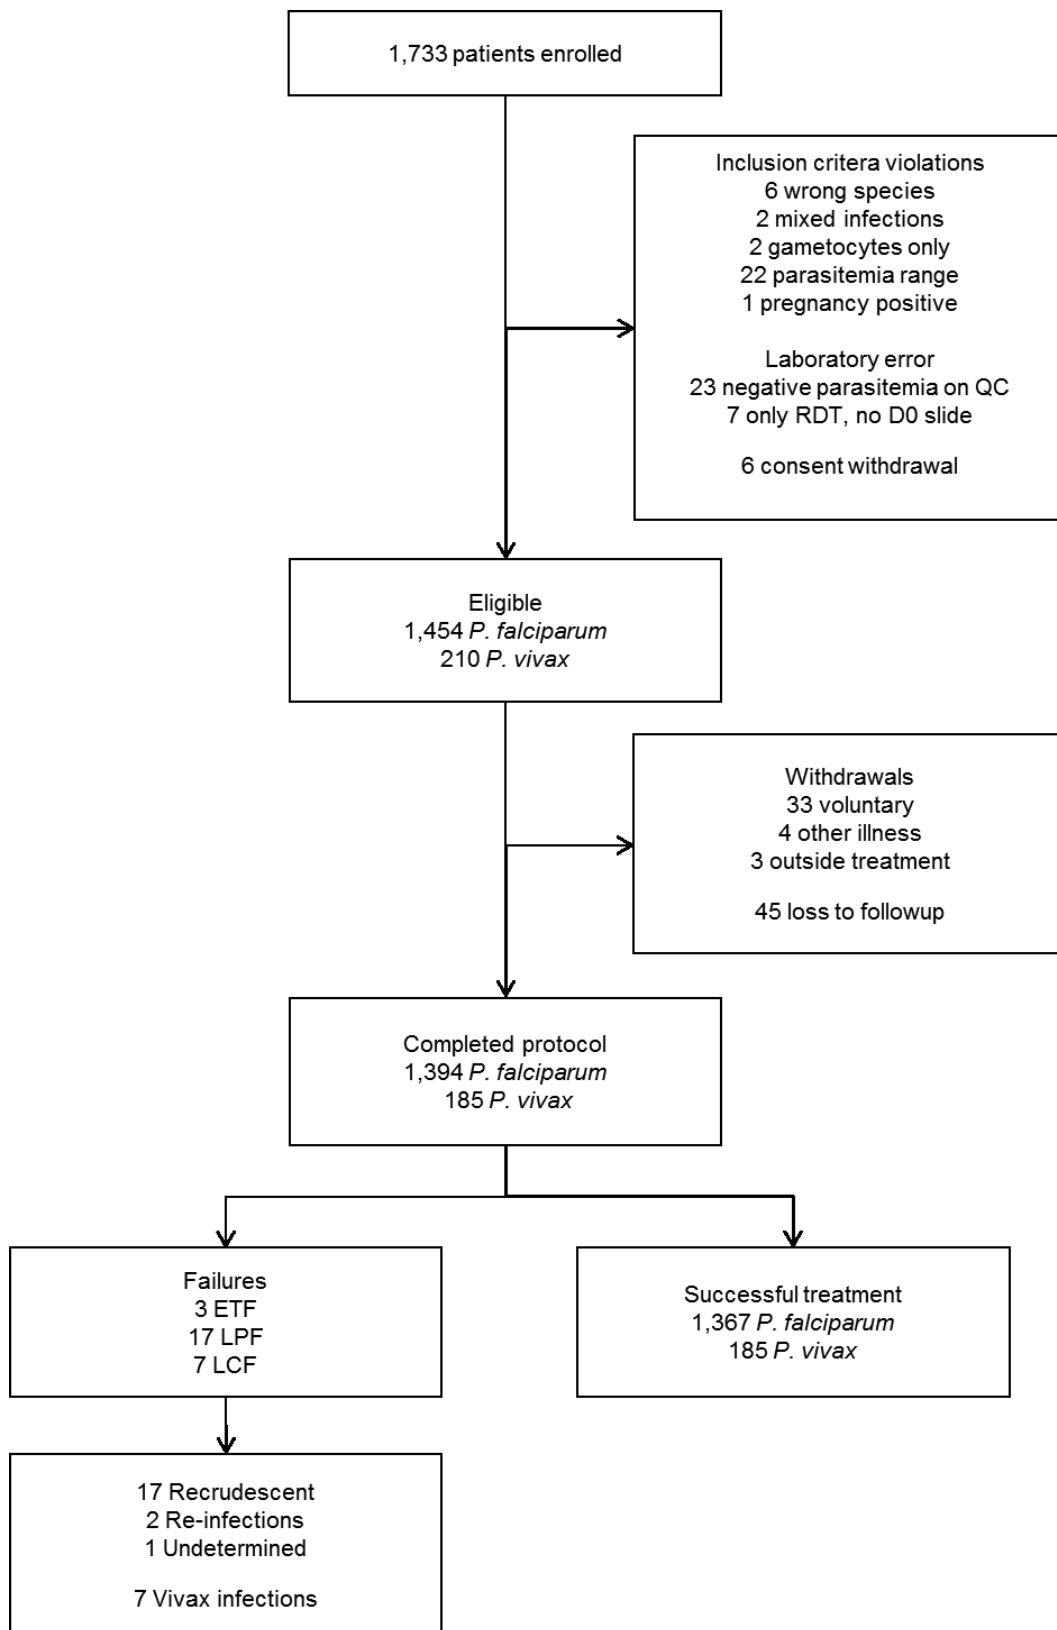 1,733 patients enrolled
Inclusion critera violations
6 wrong species
2 mixed infections
2 gametocytes only
22 parasitemia range
1 pregnancy positive
Laboratory error
23 negative parasitemia on QC
7 only RDT, no D0 slide
6 consent withdrawal
Eligible
1,454 P. falciparum
210 P. vivax
Withdrawals
33 voluntary
4 other illness
3 outside treatment
45 loss to followup
Completed protocol
1,394 P. falciparum
185 P. vivax
Failures
3 ETF
17 LPF
7 LCF
Successful treatment
1,367 P. falciparum
185 P. vivax
17 Recrudescent
2 Re-infections
1 Undetermined
7 Vivax infections